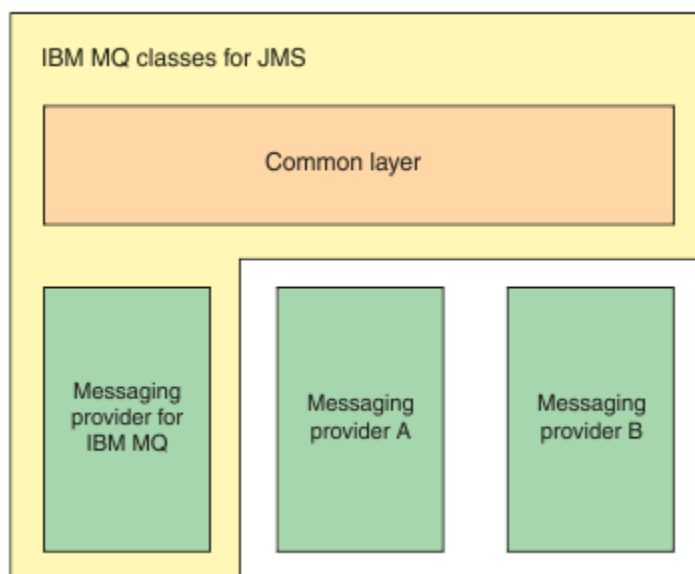 IBM MQ classes for JMS
Common layer
Messaging
provider for
IBM MQ
Messaging
provider A
Messaging
provider B